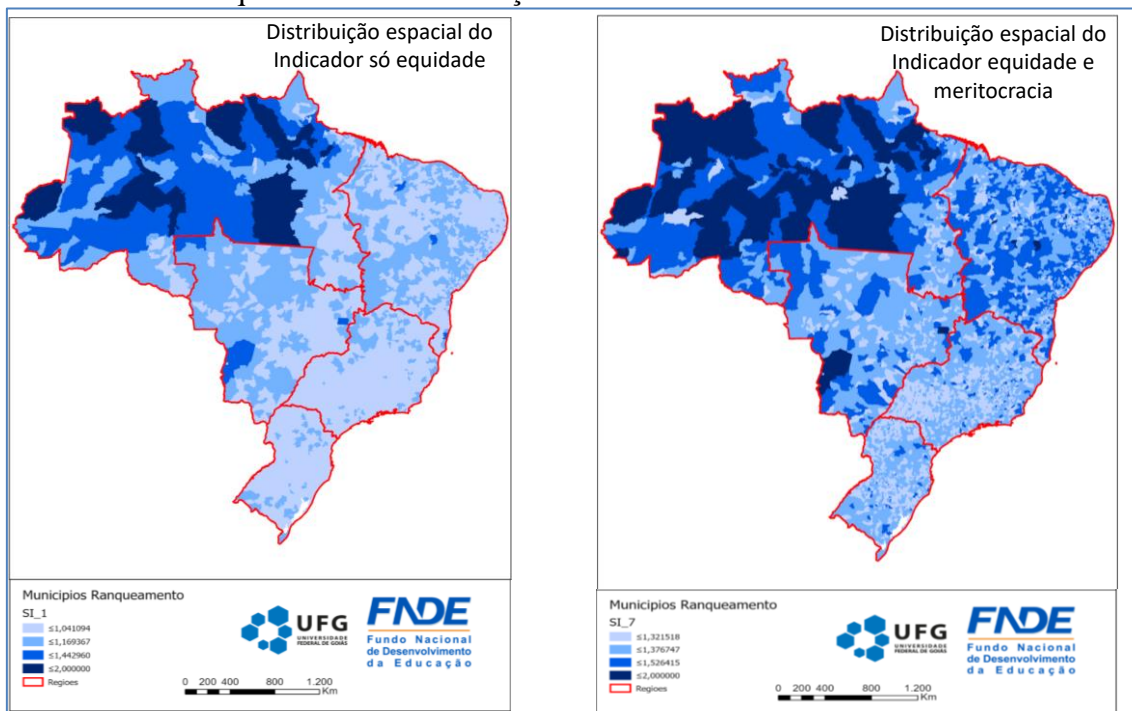 Distribuição espacial do
Indicador só equidade
Municipios Ranqueamento
SI_1
≤1,041094
≤1,169367
≤1,442960
≤2,000000
Regioes
UFG
UNIVERSIDADE
FEDERAL DE GOIÁS
FNDE
Fundo Nacional
de Desenvolvimento
da Educação
0 200 400 800 1.200
Km
Distribuição espacial do
Indicador equidade e
meritocracia
Municipios Ranqueamento
SI_7
≤1,321518
≤1,376747
≤1,526415
≤2,000000
Regioes
UFG
UNIVERSIDADE
FEDERAL DE GOIÁS
FNDE
Fundo Nacional
de Desenvolvimento
da Educação
0 200 400 800 1.200
Km